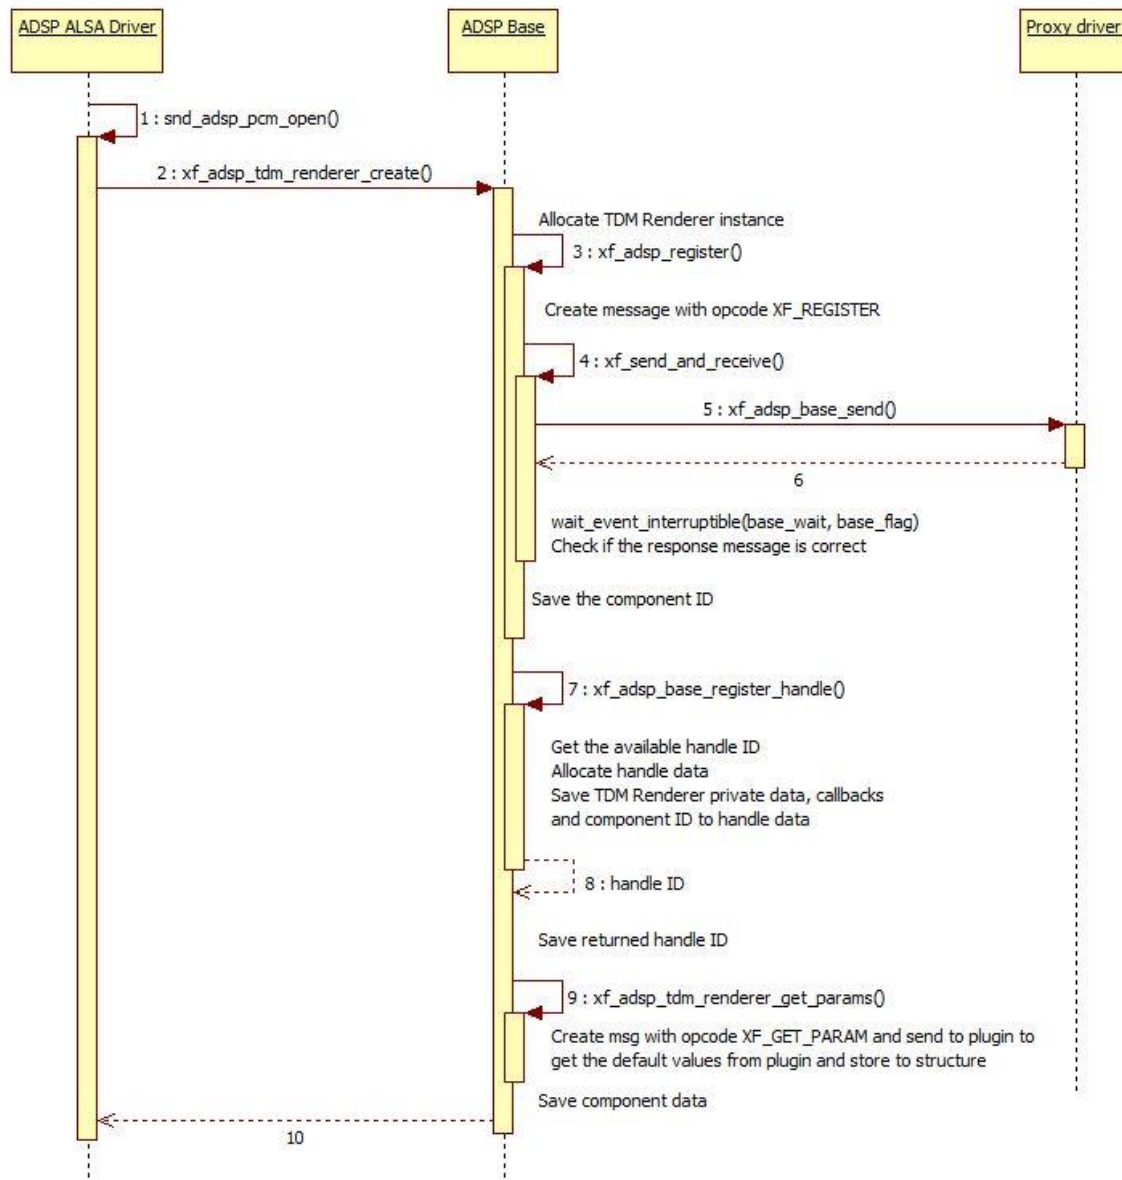 ADSP ALSA Driver
ADSP Base
Proxy driver
1 : snd_adsp_pcm_open()
2 : xf_adsp_tdm_renderer_create()
Allocate TDM Renderer instance
3 : xf_adsp_register()
Create message with opcode XF_REGISTER
4 : xf_send_and_receive()
5 : xf_adsp_base_send()
6
wait_event_interruptible(base_wait, base_flag)
Check if the response message is correct
Save the component ID
7 : xf_adsp_base_register_handle()
Get the available handle ID
Allocate handle data
Save TDM Renderer private data, callbacks
and component ID to handle data
8 : handle ID
Save returned handle ID
9 : xf_adsp_tdm_renderer_get_params()
Create msg with opcode XF_GET_PARAM and send to plugin to
get the default values from plugin and store to structure
Save component data
10